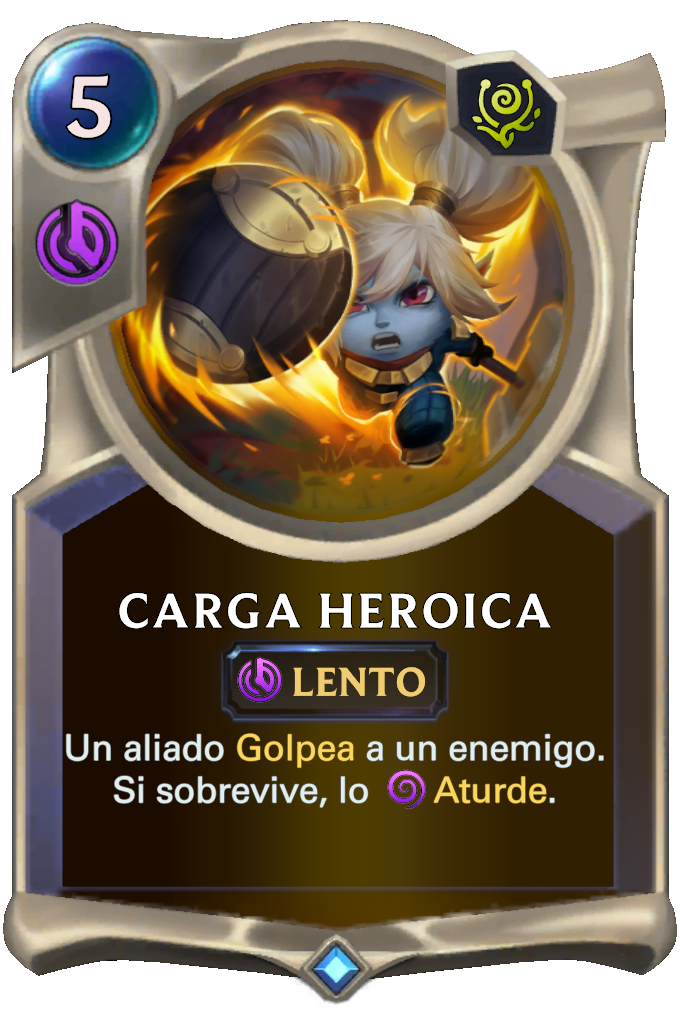 5
CARGA HEROICA
LENTO
Un aliado Golpea a un enemigo.
Si sobrevive, lo Aturde.